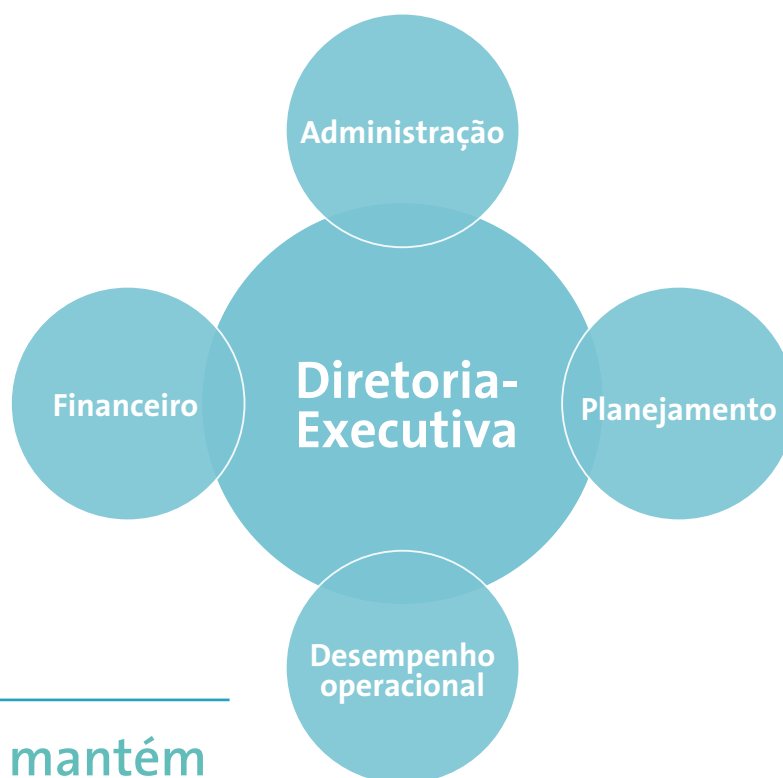 Administração
Diretoria-
Executiva
Financeiro
Planejamento
Desempenho
operacional
mantém